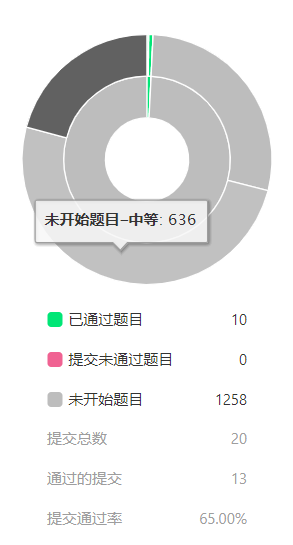 未开始题目-中等: 636
已通过题目 10
提交未通过题目 0
未开始题目 1258
提交总数 20
通过的提交 13
提交通过率 65.00%